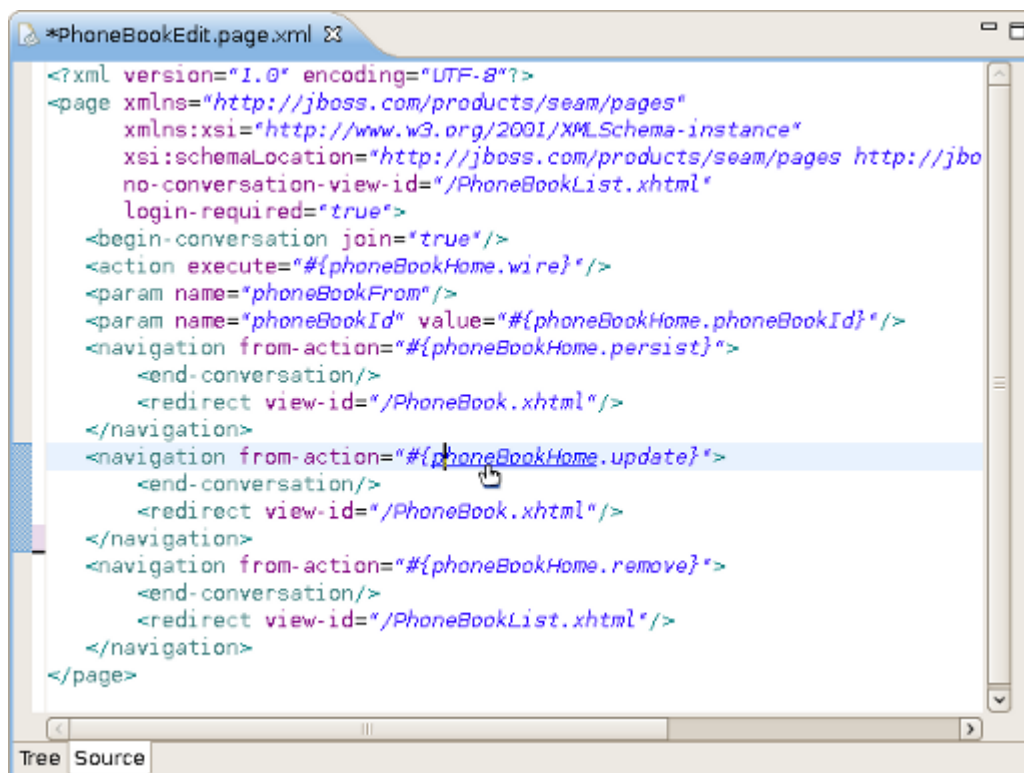 *PhoneBookEdit.page.xml
<?xml version="1.0" encoding="UTF-8"?>
<page xmlns="http://jboss.com/products/seam/pages"
xmlns:xsi="http://www.w3.org/2001/XMLSchema-instance"
xsi:schemaLocation="http://jboss.com/products/seam/pages http://jbo
no-conversation-view-id="/PhoneBookList.xhtml"
login-required="true">
<begin-conversation join="true"/>
<action execute="#{phoneBookHome.wire}"/>
<param name="phoneBookFrom"/>
<param name="phoneBookId" value="#{phoneBookHome.phoneBookId}"/>
<navigation from-action="#{phoneBookHome.persist}">
<end-conversation/>
<redirect view-id="/PhoneBook.xhtml"/>
</navigation>
<navigation from-action="#{phoneBookHome.update}">
<end-conversation/>
<redirect view-id="/PhoneBook.xhtml"/>
</navigation>
<navigation from-action="#{phoneBookHome.remove}">
<end-conversation/>
<redirect view-id="/PhoneBookList.xhtml"/>
</navigation>
</page>
Tree Source